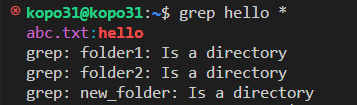 kopo31@kopo31:~$ grep hello *
abc.txt:hello
grep: folder1: Is a directory
grep: folder2: Is a directory
grep: new_folder: Is a directory